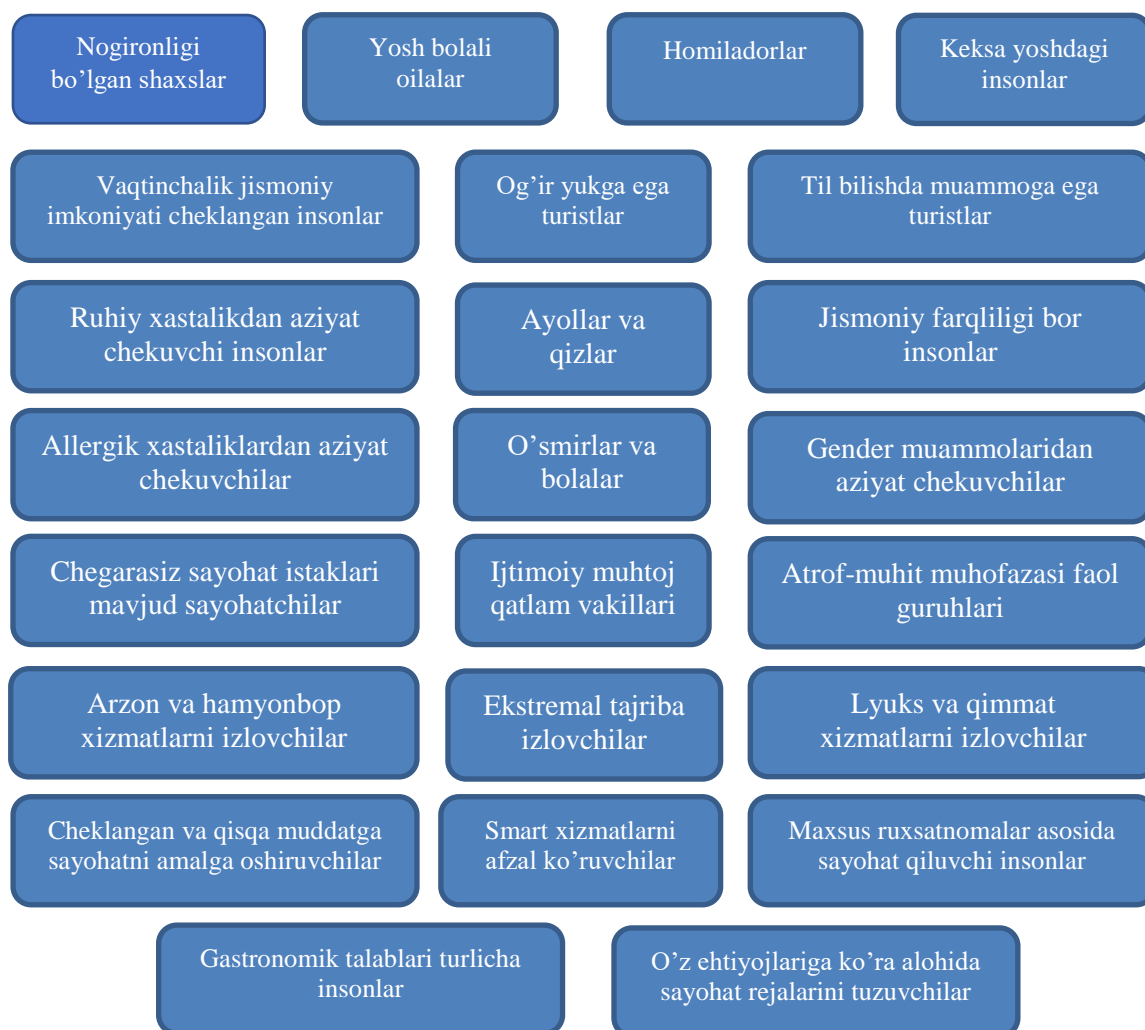 Nogironligi
bo’lgan shaxslar
Yosh bolali
oilalar
Homiladorlar
Keksa yoshdagi
insonlar
Vaqtinchalik jismoniy
imkoniyati cheklangan insonlar
Og’ir yukga ega
turistlar
Til bilishda muammoga ega
turistlar
Ruhiy xastalikdan aziyat
chekuvchi insonlar
Ayollar va
qizlar
Jismoniy farqliligi bor
insonlar
Allergik xastaliklardan aziyat
chekuvchilar
O’smirlar va
bolalar
Gender muammolaridan
aziyat chekuvchilar
Chegarasiz sayohat istaklari
mavjud sayohatchilar
Ijtimoiy muhtoj
qatlam vakillari
Atrof-muhit muhofazasi faol
guruhlari
Arzon va hamyonbop
xizmatlarni izlovchilar
Ekstremal tajriba
izlovchilar
Lyuks va qimmat
xizmatlarni izlovchilar
Cheklangan va qisqa muddatga
sayohatni amalga oshiruvchilar
Smart xizmatlarni
afzal ko’ruvchilar
Maxsus ruxsatnomalar asosida
sayohat qiluvchi insonlar
Gastronomik talablari turlicha
insonlar
O’z ehtiyojlariga ko’ra alohida
sayohat rejalarini tuzuvchilar